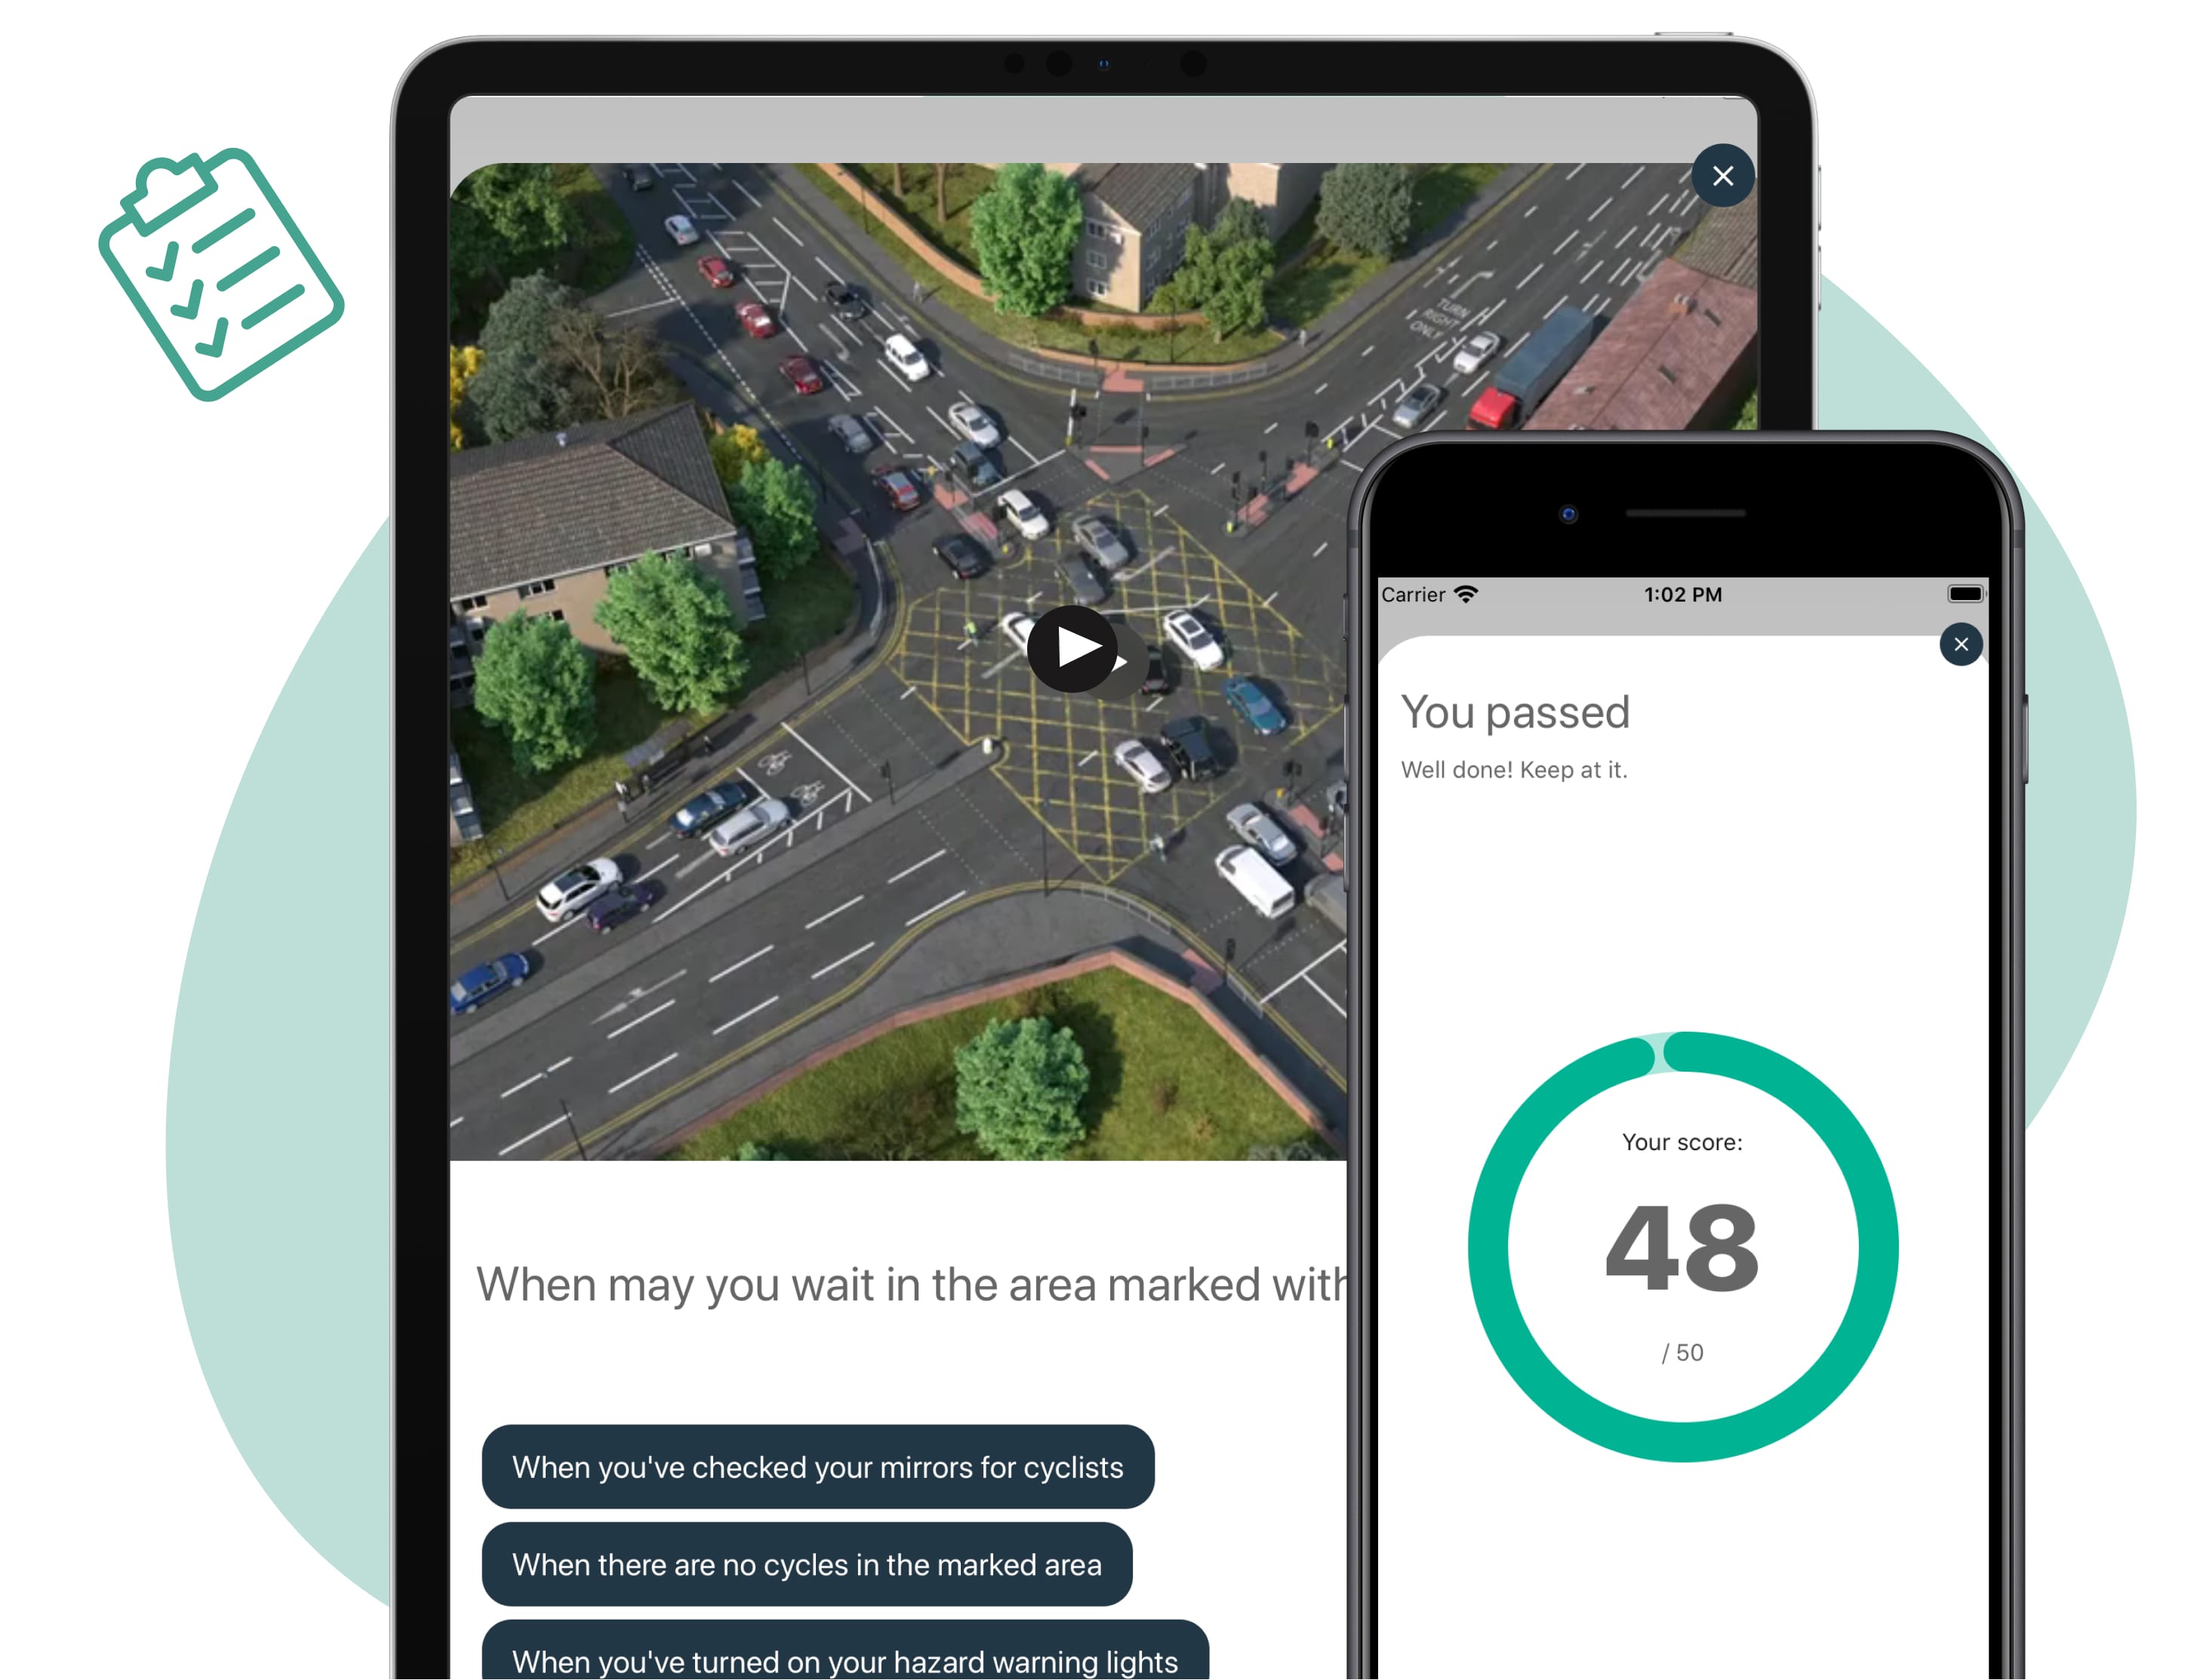 TURN
RIGHT
ONLY
When may you wait in the area marked with
When you've checked your mirrors for cyclists
When there are no cycles in the marked area
When you've turned on your hazard warning lights
Carrier 1:02 PM
You passed
Well done! Keep at it.
Your score:
48
/ 50